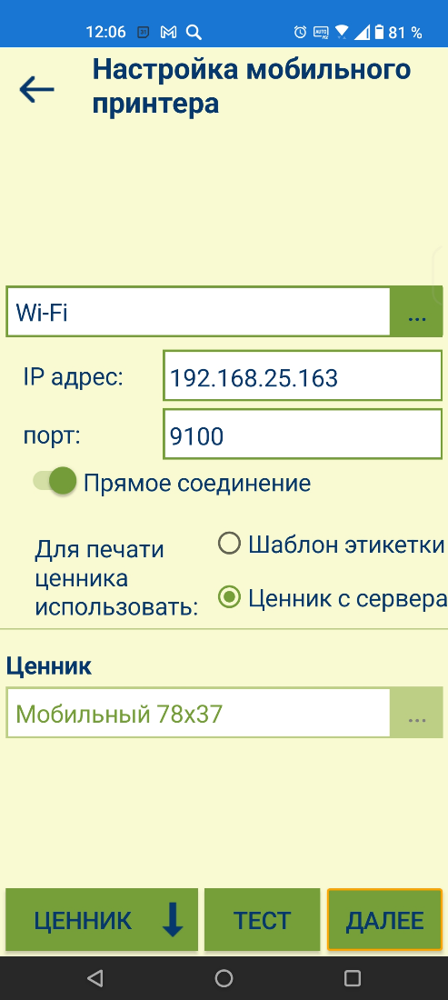 12:06 81 %
Настройка мобильного
принтера
Wi-Fi ...
IP адрес: 192.168.25.163
порт: 9100
Прямое соединение
Для печати
ценника
использовать:
Шаблон этикетки
Ценник с сервера
Ценник
Мобильный 78x37 ...
ЦЕННИК ТЕСТ ДАЛЕЕ